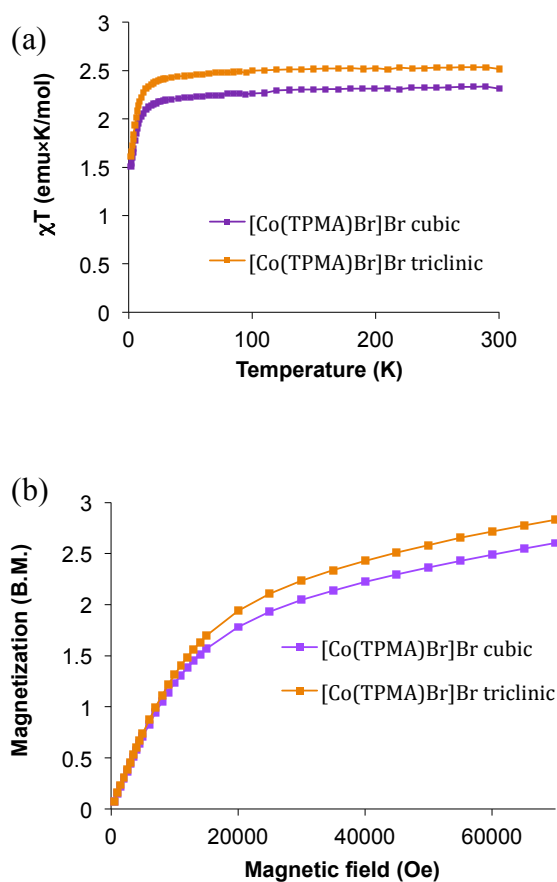 (a)
3
2.5
2
1.5
1
0.5
0
χT (emu×K/mol)
[Co(TPMA)Br]Br cubic
[Co(TPMA)Br]Br triclinic
0 100 200 300
Temperature (K)
(b)
3
2.5
2
1.5
1
0.5
0
Magnetization (B.M.)
[Co(TPMA)Br]Br cubic
[Co(TPMA)Br]Br triclinic
0 20000 40000 60000
Magnetic field (Oe)